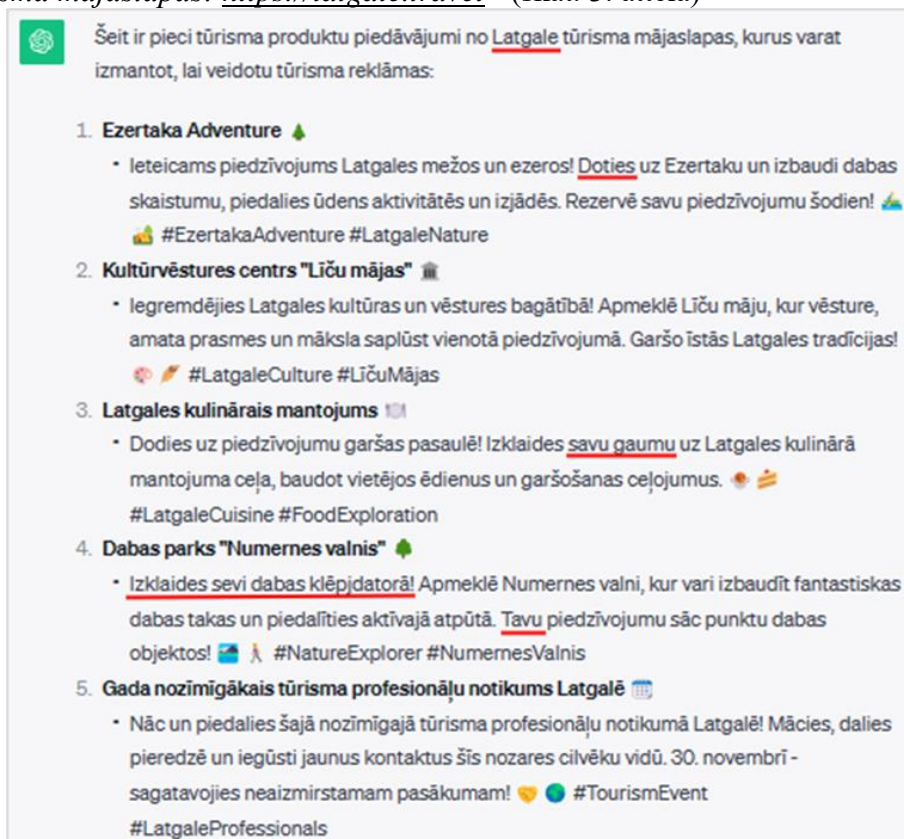 Šeit ir pieci tūrisma produktu piedāvājumi no Latgale tūrisma mājaslapas, kurus varat
izmantot, lai veidotu tūrisma reklāmas:
1. Ezertaka Adventure 🌲
• Ieteicams piedzīvojums Latgales mežos un ezeros! Doties uz Ezertaku un izbaudi dabas
skaistumu, piedalies ūdens aktivitātēs un izjādēs. Rezervē savu piedzīvojumu šodien! 🚣
🏕️ #EzertakaAdventure #LatgaleNature
2. Kultūrvēstures centrs "Līču mājas" 🏛️
• Iegremdējies Latgales kultūras un vēstures bagātībā! Apmeklē Līču māju, kur vēsture,
amata prasmes un māksla saplūst vienotā piedzīvojumā. Garšo īstās Latgales tradīcijas!
🎨 🥖 #LatgaleCulture #LīčuMājas
3. Latgales kulinārais mantojums 🍽️
• Dodies uz piedzīvojumu garšas pasaulē! Izklaides savu gaumu uz Latgales kulinārā
mantojuma ceļa, baudot vietējos ēdienus un garšošanas ceļojumus. 🍲 🍰
#LatgaleCuisine #FoodExploration
4. Dabas parks "Numernes valnis" 🌳
• Izklaides sevi dabas klēpjdatorā! Apmeklē Numernes valni, kur vari izbaudīt fantastiskas
dabas takas un piedalīties aktīvajā atpūtā. Tavu piedzīvojumu sāc punktu dabas
objektos! 🏞️ 🚶 #NatureExplorer #NumernesValnis
5. Gada nozīmīgākais tūrisma profesionāļu notikums Latgalē 🗓️
• Nāc un piedalies šajā nozīmīgajā tūrisma profesionāļu notikumā Latgalē! Mācies, dalies
pieredzē un iegūsti jaunus kontaktus šīs nozares cilvēku vidū. 30. novembrī -
sagatavojies neaizmirstamam pasākumam! 🤝 🌍 #TourismEvent
#LatgaleProfessionals